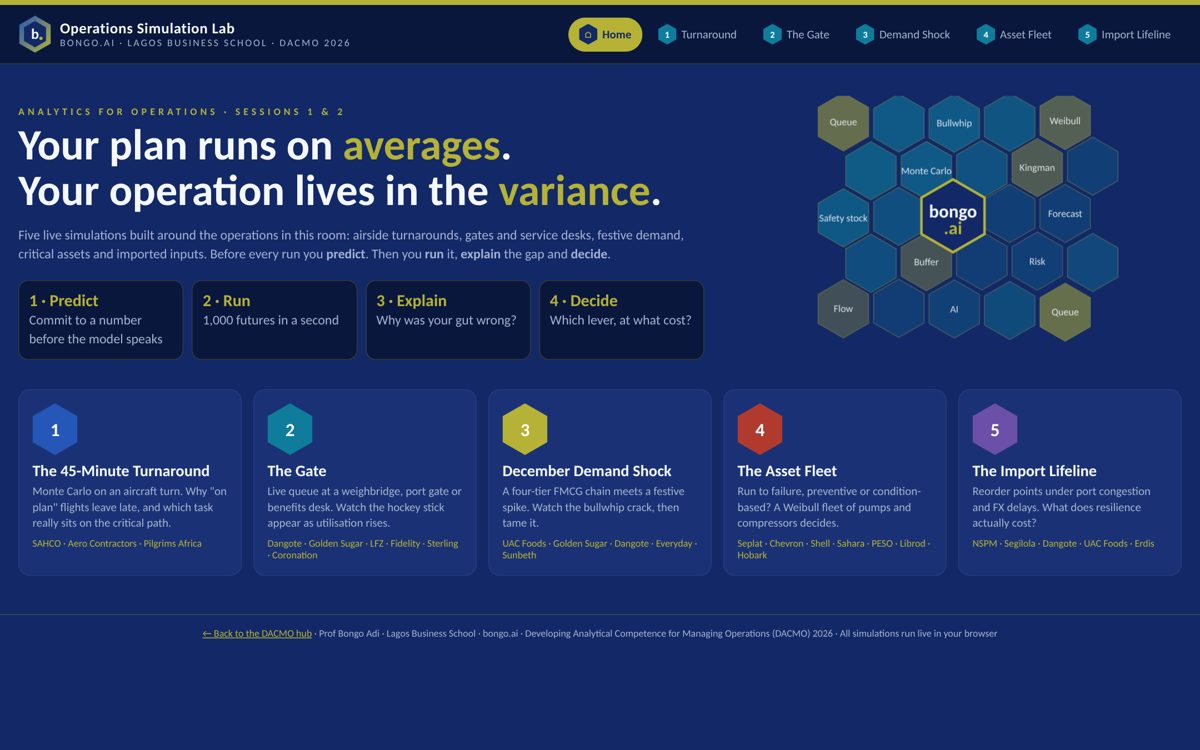 b.
Operations Simulation Lab
BONGO.AI · LAGOS BUSINESS SCHOOL · DACMO 2026
Home
1 Turnaround
2 The Gate
3 Demand Shock
4 Asset Fleet
5 Import Lifeline
ANALYTICS FOR OPERATIONS · SESSIONS 1 & 2
Your plan runs on averages.
Your operation lives in the variance.
Five live simulations built around the operations in this room: airside turnarounds, gates and service desks, festive demand,
critical assets and imported inputs. Before every run you predict. Then you run it, explain the gap and decide.
1 · Predict
Commit to a number
before the model speaks
2 · Run
1,000 futures in a second
3 · Explain
Why was your gut wrong?
4 · Decide
Which lever, at what cost?
Queue
Bullwhip
Weibull
Monte Carlo
Kingman
Safety stock
bongo
.ai
Forecast
Buffer
Risk
Flow
AI
Queue
1
The 45-Minute Turnaround
Monte Carlo on an aircraft turn. Why "on
plan" flights leave late, and which task
really sits on the critical path.
SAHCO · Aero Contractors · Pilgrims Africa
2
The Gate
Live queue at a weighbridge, port gate or
benefits desk. Watch the hockey stick
appear as utilisation rises.
Dangote · Golden Sugar · LFZ · Fidelity · Sterling
· Coronation
3
December Demand Shock
A four-tier FMCG chain meets a festive
spike. Watch the bullwhip crack, then
tame it.
UAC Foods · Golden Sugar · Dangote · Everyday ·
Sunbeth
4
The Asset Fleet
Run to failure, preventive or condition-
based? A Weibull fleet of pumps and
compressors decides.
Seplat · Chevron · Shell · Sahara · PE5O · Librod ·
Hobark
5
The Import Lifeline
Reorder points under port congestion
and FX delays. What does resilience
actually cost?
NSPM · Segilola · Dangote · UAC Foods · Erdis
← Back to the DACMO hub · Prof Bongo Adi · Lagos Business School · bongo.ai · Developing Analytical Competence for Managing Operations (DACMO) 2026 · All simulations run live in your browser